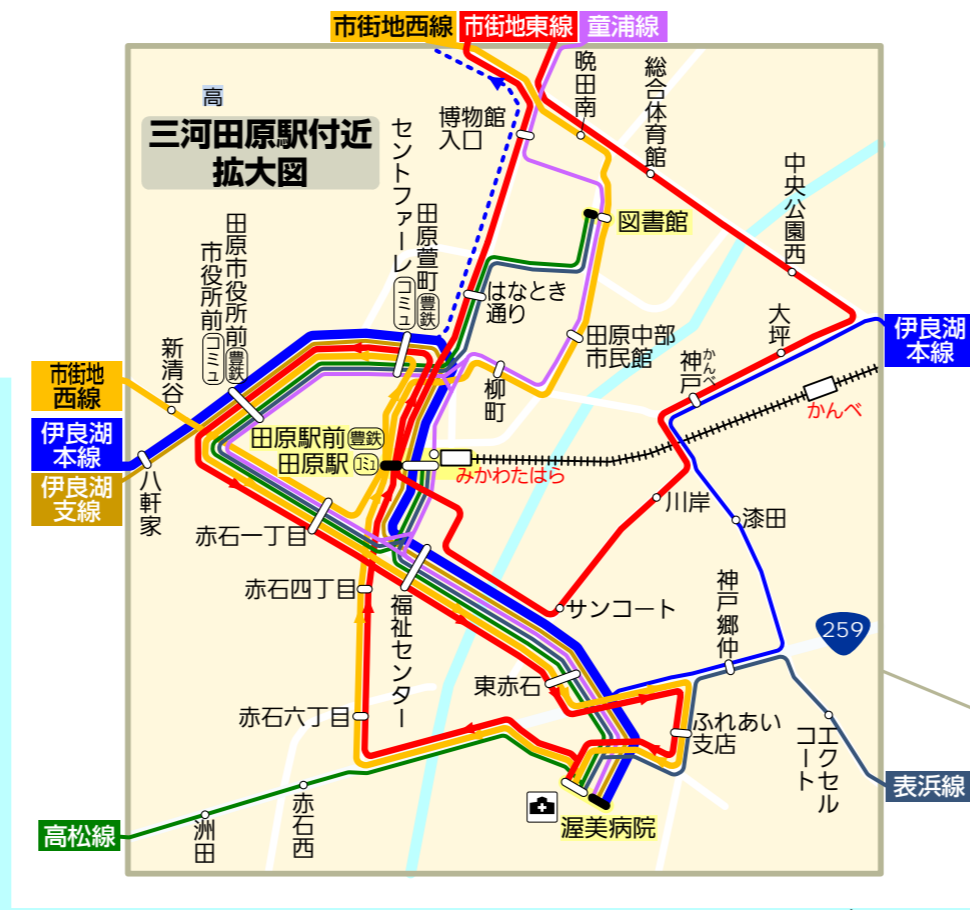 市街地西線
市街地東線
童浦線
高
三河田原駅付近
拡大図
晩田南
総合体育館
博物館
入口
中央公園西
図書館
セントファーレ コミュ
田原萱町 豊鉄
田原市役所前 豊鉄
市役所前 コミュ
はなとき
通り
田原中部
市民館
大坪
神戸
かんべ
伊良湖
本線
新清谷
市街地
西線
伊良湖
本線
伊良湖
支線
八軒家
柳町
かんべ
田原駅前 豊鉄
田原駅 コミュ
みかわたはら
赤石一丁目
川岸
漆田
赤石四丁目
福祉センター
サンコート
神戸郷仲
259
東赤石
赤石六丁目
ふれあい
支店
エクセル
コート
表浜線
高松線
洲田
赤石西
渥美病院